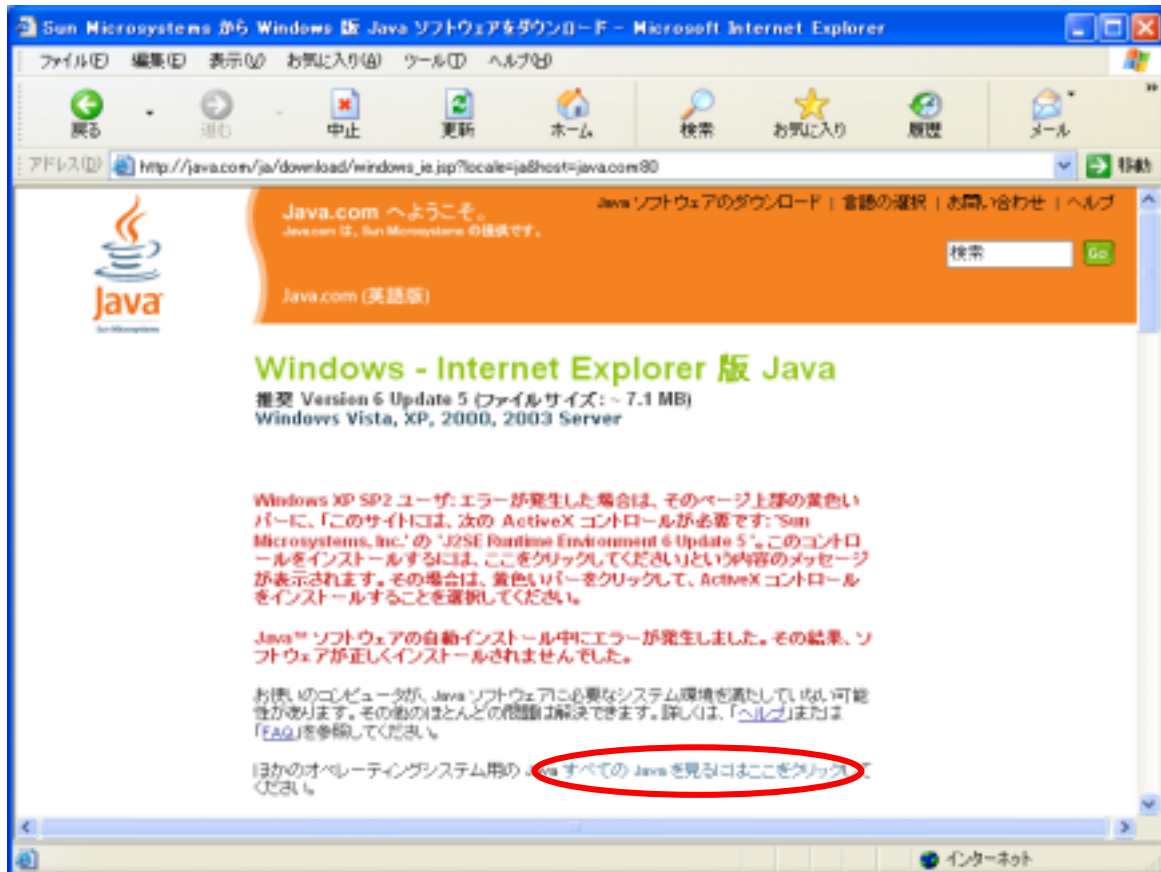 Sun Microsystems から Windows 版 Java ソフトウェアをダウンロード - Microsoft Internet Explorer
ファイル(F) 編集(E) 表示(V) お気に入り(A) ツール(T) ヘルプ(H)
戻る 進む 中止 更新 ホーム 検索 お気に入り 履歴 メール
アドレス(D) http://java.com/ja/download/windows_ie.jsp?locale=ja&host=java.com:80 移動
Java ソフトウェアのダウンロード | 言語の選択 | お問い合わせ | ヘルプ
Java.com へようこそ。
Java.com は、Sun Microsystems の提供です。
検索 Go
Java.com (英語版)
Java
Sun Microsystems
Windows - Internet Explorer 版 Java
推奨 Version 6 Update 5 (ファイルサイズ: ~ 7.1 MB)
Windows Vista, XP, 2000, 2003 Server
Windows XP SP2 ユーザ: エラーが発生した場合は、そのページ上部の黄色い
バーに、「このサイトには、次の ActiveX コントロールが必要です: 'Sun
Microsystems, Inc.' の 'J2SE Runtime Environment 6 Update 5 '。このコントロ
ールをインストールするには、ここをクリックしてください」という内容のメッセージ
が表示されます。その場合は、黄色いバーをクリックして、ActiveX コントロール
をインストールすることを選択してください。
Java™ ソフトウェアの自動インストール中にエラーが発生しました。その結果、ソ
フトウェアが正しくインストールされませんでした。
お使いのコンピュータが、Java ソフトウェアに必要なシステム環境を満たしていない可能
性があります。その他のほとんどの問題は解決できます。詳しくは、「ヘルプ」または
「FAQ」を参照してください。
ほかのオペレーティングシステム用の Java すべての Java を見るにはここをクリックして
ください。
インターネット